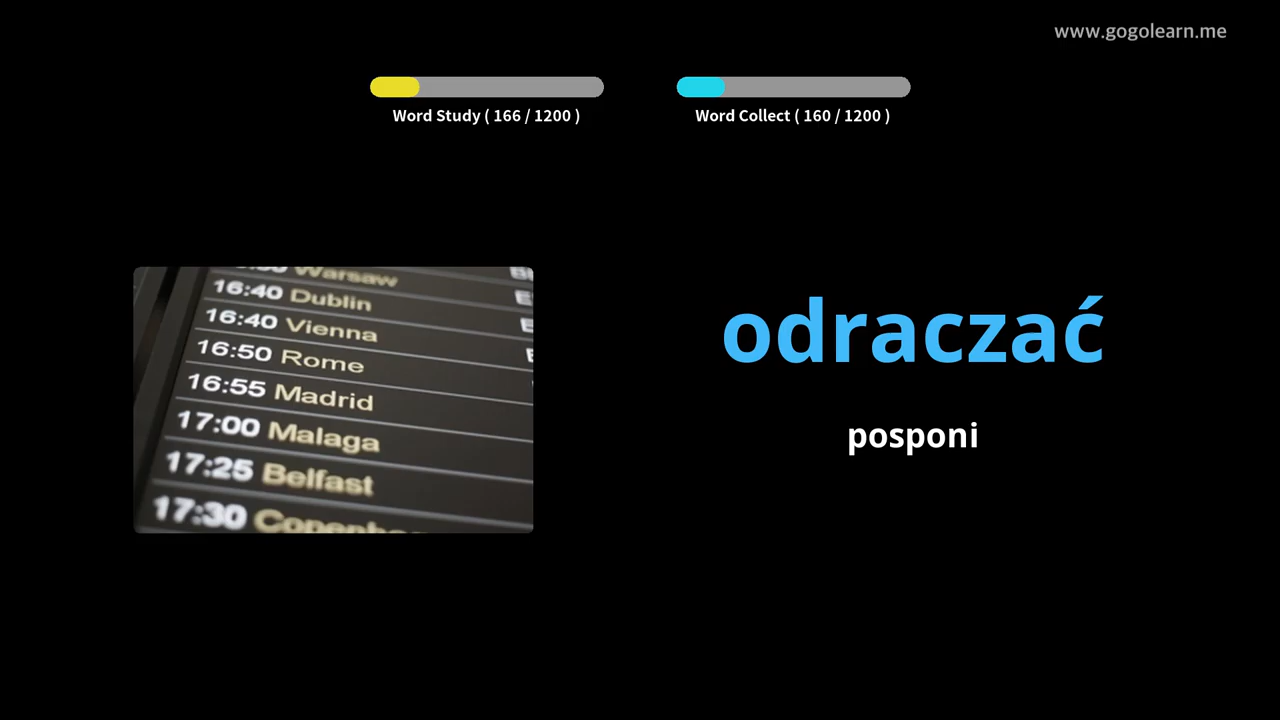 www.gogolearn.me
Word Study ( 166 / 1200 )
Word Collect ( 160 / 1200 )
Warsaw
16:40 Dublin
16:40 Vienna
16:50 Rome
16:55 Madrid
17:00 Malaga
17:25 Belfast
17:30
odraczać
posponi